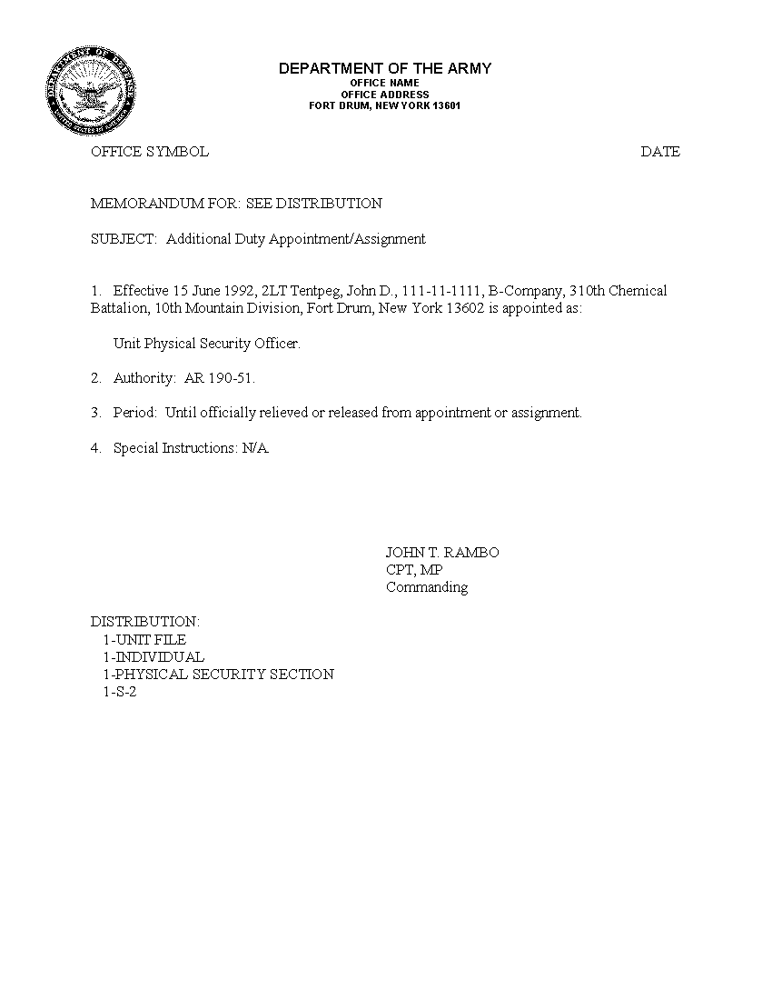 DEPARTMENT OF DEFENSE
UNITED STATES OF AMERICA
DEPARTMENT OF THE ARMY
OFFICE NAME
OFFICE ADDRESS
FORT DRUM, NEW YORK 13601
OFFICE SYMBOL DATE
MEMORANDUM FOR: SEE DISTRIBUTION
SUBJECT: Additional Duty Appointment/Assignment
1. Effective 15 June 1992, 2LT Tentpeg, John D., 111-11-1111, B-Company, 310th Chemical
Battalion, 10th Mountain Division, Fort Drum, New York 13602 is appointed as:
Unit Physical Security Officer.
2. Authority: AR 190-51.
3. Period: Until officially relieved or released from appointment or assignment.
4. Special Instructions: N/A
JOHN T. RAMBO
CPT, MP
Commanding
DISTRIBUTION:
1-UNIT FILE
1-INDIVIDUAL
1-PHYSICAL SECURITY SECTION
1-S-2